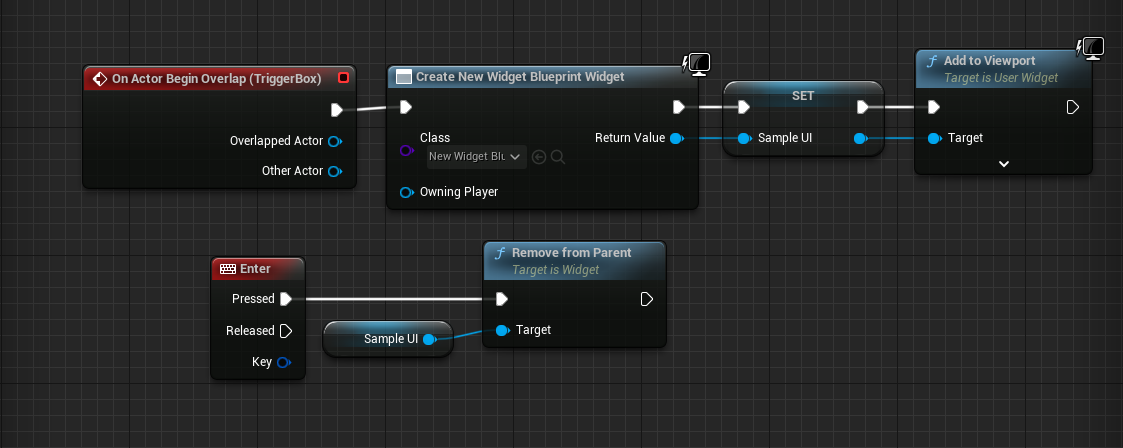 On Actor Begin Overlap (TriggerBox)
Overlapped Actor
Other Actor
Create New Widget Blueprint Widget
Class
New Widget Blu
Return Value
Owning Player
SET
Sample UI
f Add to Viewport
Target is User Widget
Target
Enter
Pressed
Released
Key
Sample UI
f Remove from Parent
Target is Widget
Target